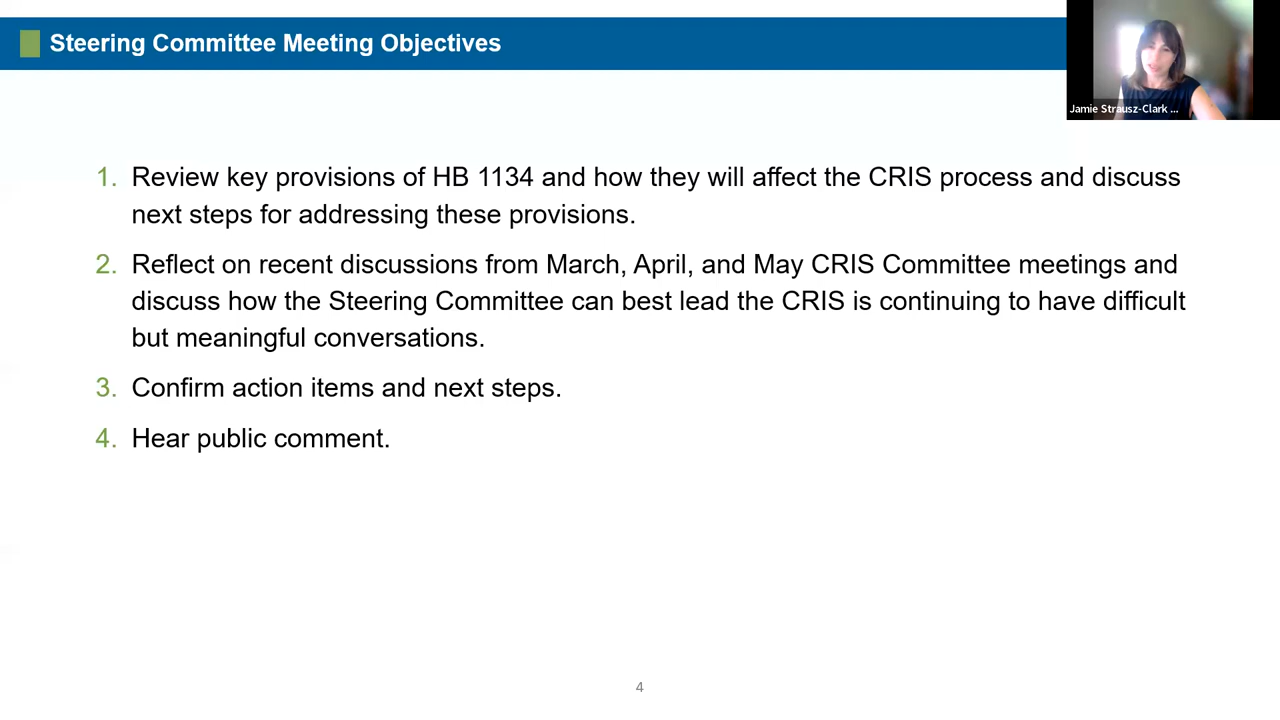 Steering Committee Meeting Objectives
Jamie Strausz-Clark ...
1. Review key provisions of HB 1134 and how they will affect the CRIS process and discuss
next steps for addressing these provisions.
2. Reflect on recent discussions from March, April, and May CRIS Committee meetings and
discuss how the Steering Committee can best lead the CRIS is continuing to have difficult
but meaningful conversations.
3. Confirm action items and next steps.
4. Hear public comment.
4